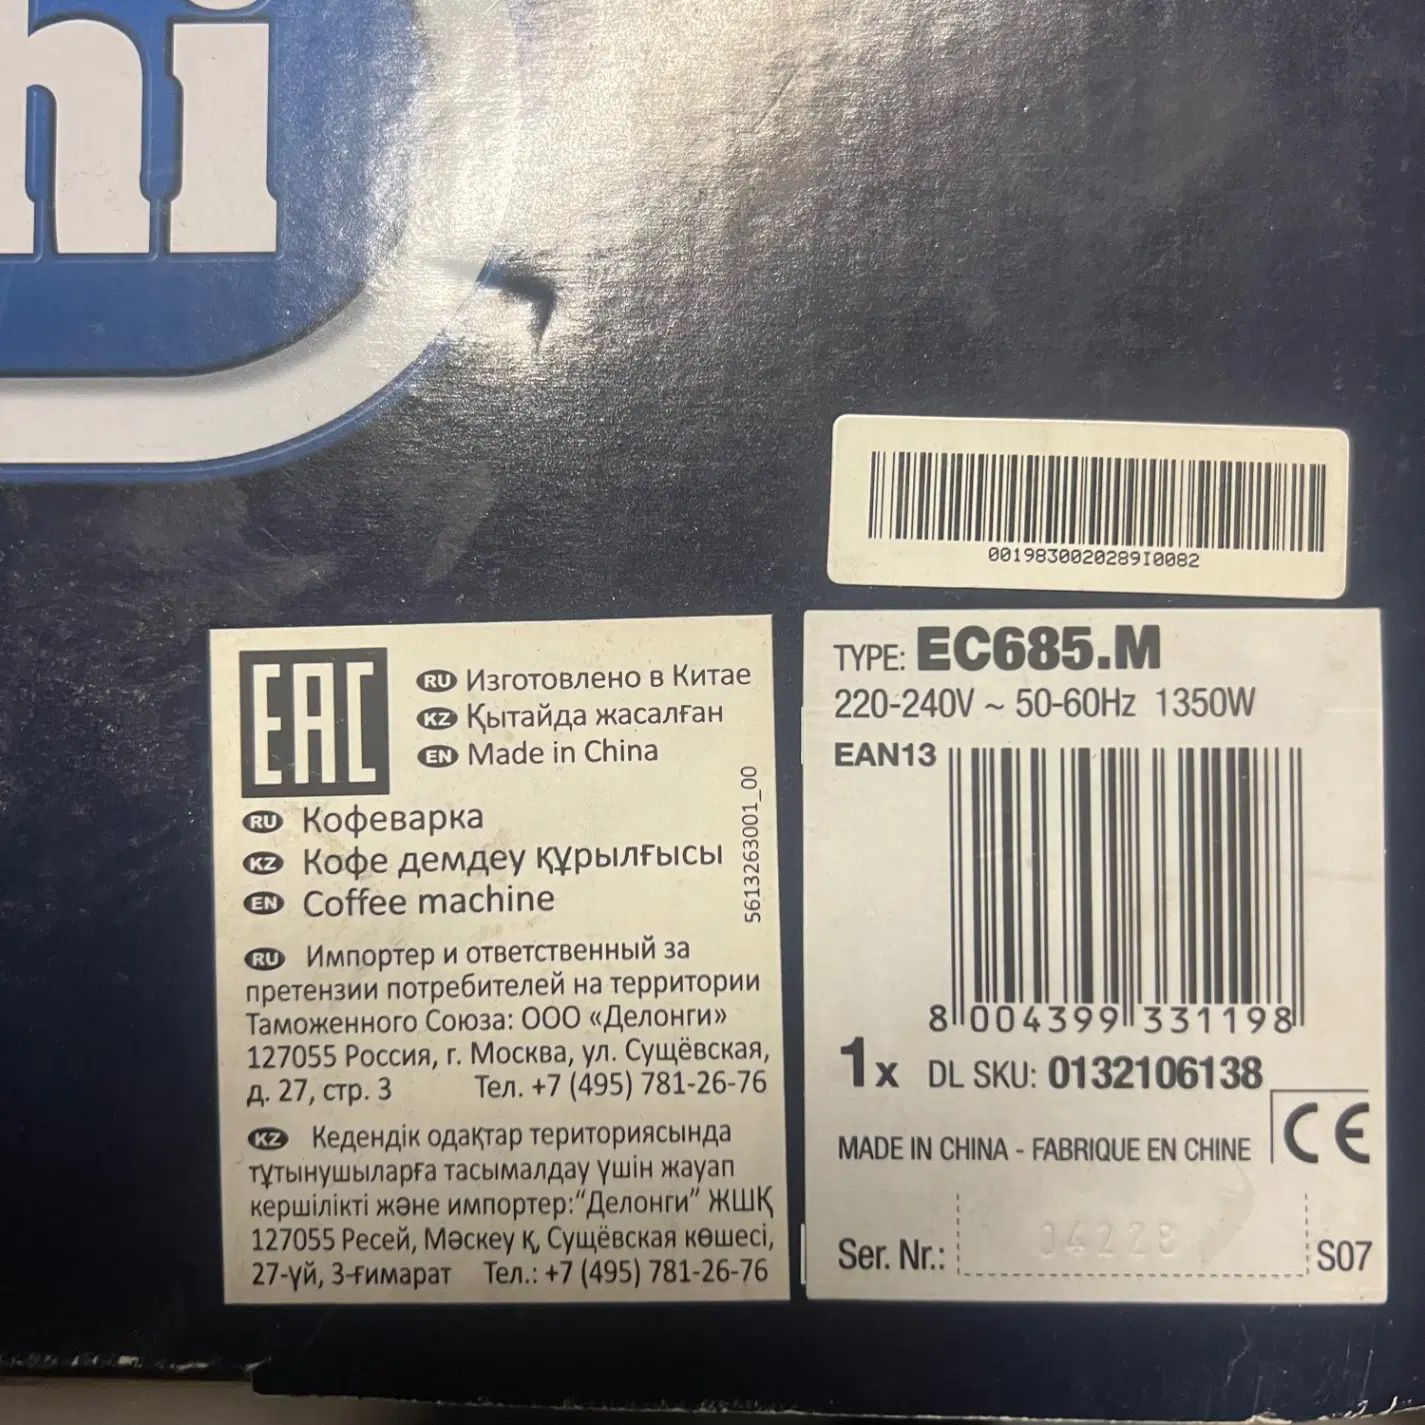 hi
0019830020289I0082
EAC
RU Изготовлено в Китае
KZ Қытайда жасалған
EN Made in China
RU Кофеварка
KZ Кофе демдеу құрылғысы
EN Coffee machine
5613263001_00
RU Импортер и ответственный за
претензии потребителей на территории
Таможенного Союза: ООО «Делонги»
127055 Россия, г. Москва, ул. Сущёвская,
д. 27, стр. 3 Тел. +7 (495) 781-26-76
KZ Кедендік одақтар териториясында
тұтынушыларға тасымалдау үшін жауап
кершілікті және импортер:“Делонги” ЖШҚ
127055 Ресей, Мәскеу қ, Сущёвская көшесі,
27-үй, 3-ғимарат Тел.: +7 (495) 781-26-76
TYPE: EC685.M
220-240V ~ 50-60Hz 1350W
EAN13
8 004399 331198
1x DL SKU: 0132106138
MADE IN CHINA - FABRIQUE EN CHINE CE
Ser. Nr.: 04228 S07